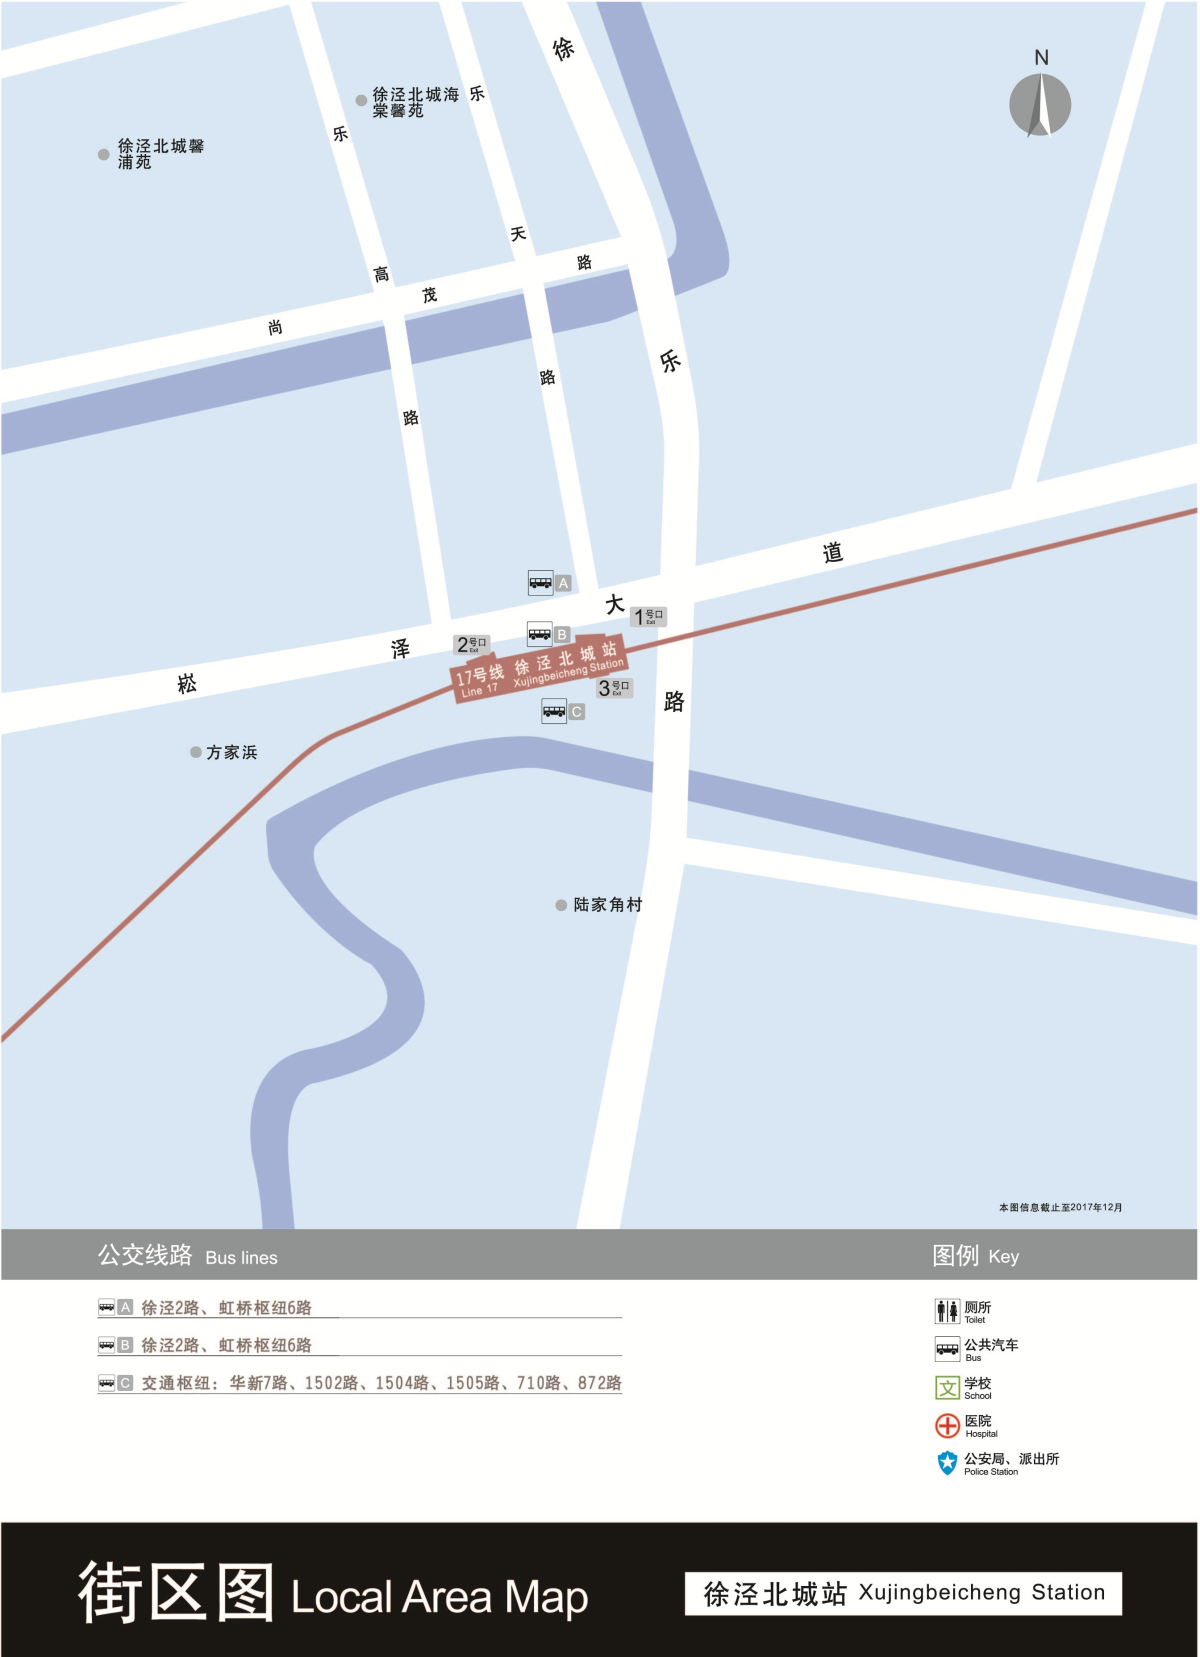 徐
N
徐泾北城海
棠馨苑
乐
乐
徐泾北城馨
浦苑
天
路
高
茂
尚
乐
路
路
道
A
大
1号口
Exit
B
2号口
Exit
泽
崧
17号线 徐泾北城站
Line 17 Xujingbeicheng Station
3号口
Exit
路
C
方家浜
陆家角村
本图信息截止至2017年12月
公交线路 Bus lines
图例 Key
A 徐泾2路、虹桥枢纽6路
B 徐泾2路、虹桥枢纽6路
C 交通枢纽：华新7路、1502路、1504路、1505路、710路、872路
厕所
Toilet
公共汽车
Bus
文 学校
School
医院
Hospital
公安局、派出所
Police Station
街区图 Local Area Map
徐泾北城站 Xujingbeicheng Station